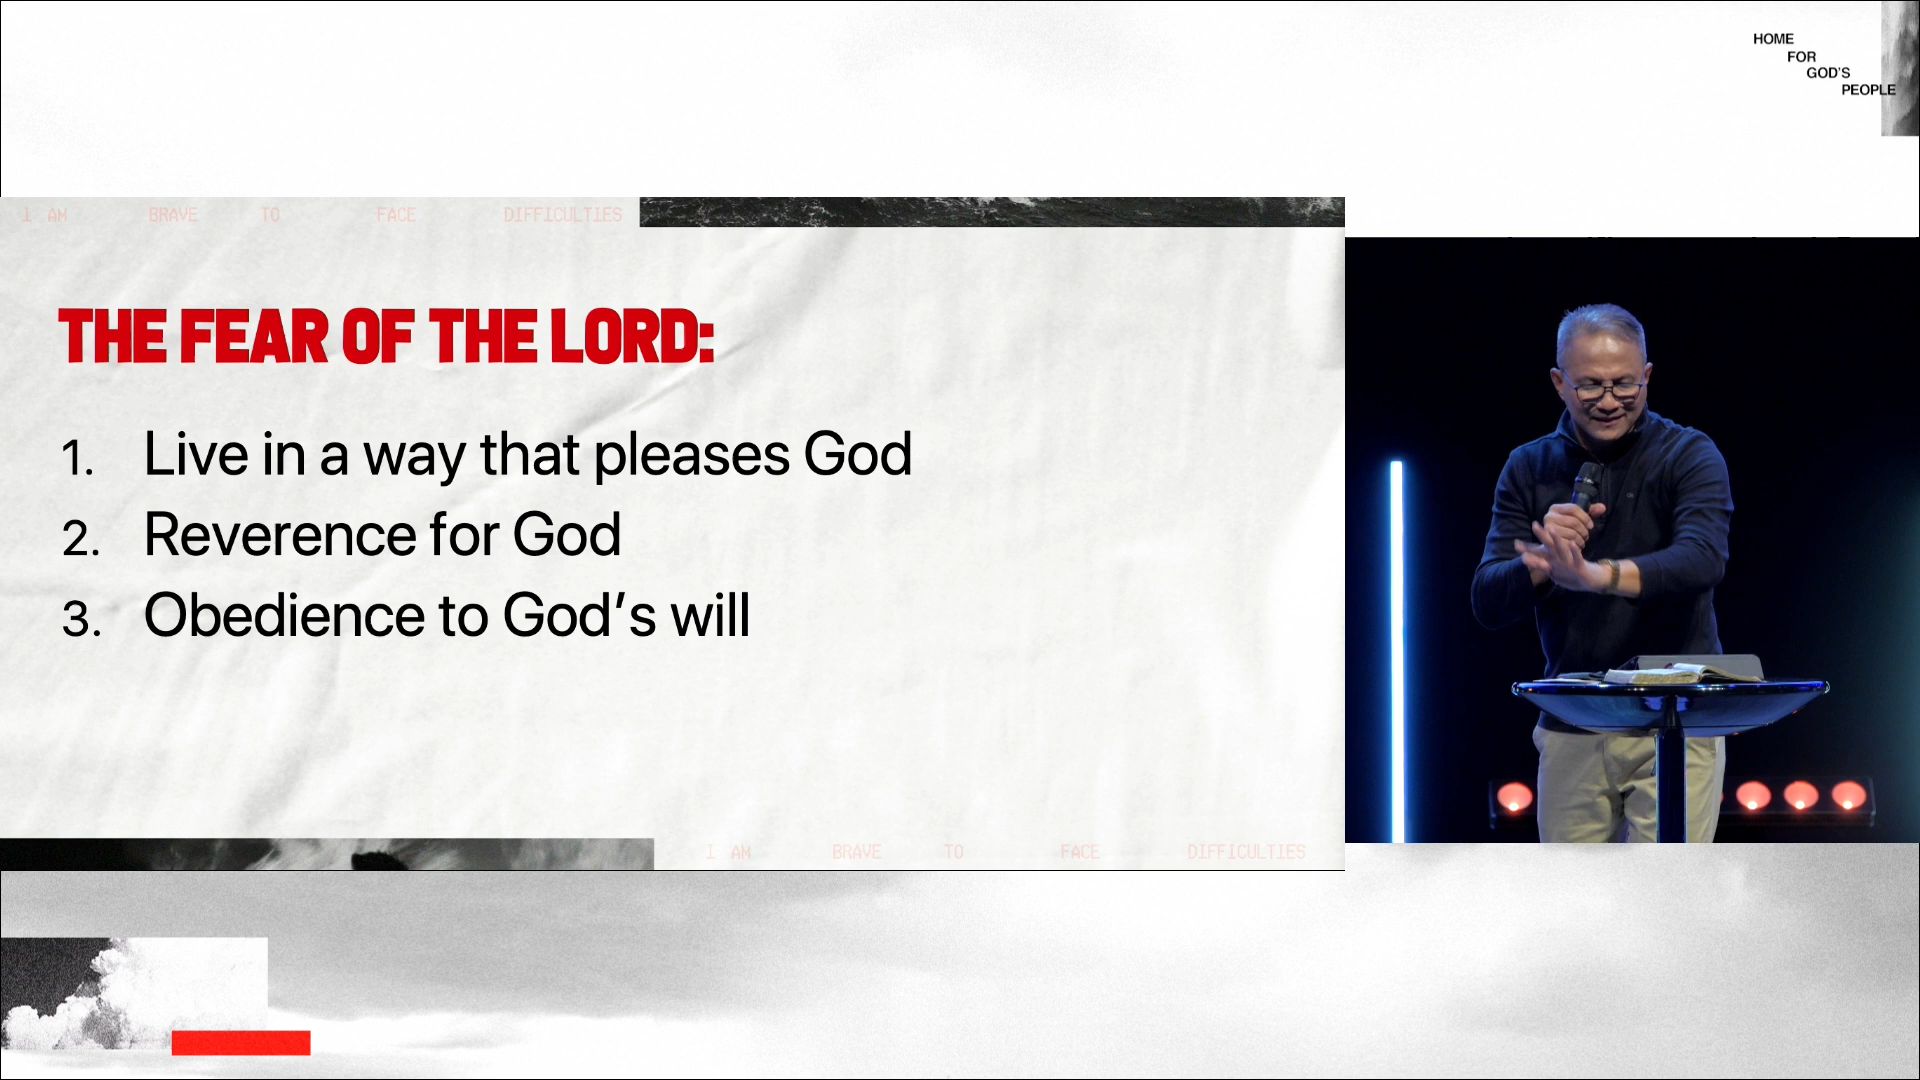 HOME
FOR
GOD'S
PEOPLE
I AM BRAVE TO FACE DIFFICULTIES
THE FEAR OF THE LORD:
1. Live in a way that pleases God
2. Reverence for God
3. Obedience to God's will
I AM BRAVE TO FACE DIFFICULTIES